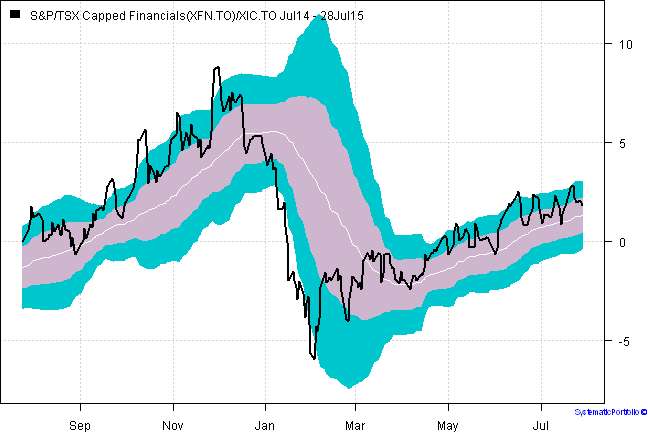 S&P/TSX Capped Financials(XFN.TO)/XIC.TO Jul14 - 28Jul15
10
5
0
-5
SystematicPortfolio ©
Sep Nov Jan Mar May Jul